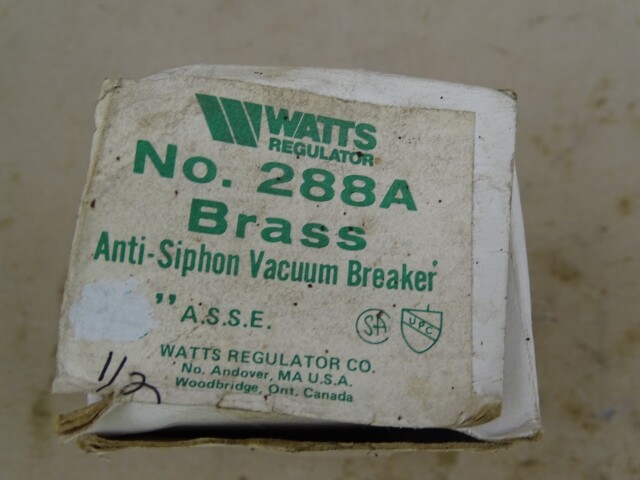 WATTS
REGULATOR
No. 288A
Brass
Anti-Siphon Vacuum Breaker
" A.S.S.E.
SA
UPC
WATTS REGULATOR CO.
No. Andover, MA U.S.A.
Woodbridge, Ont. Canada
1/2